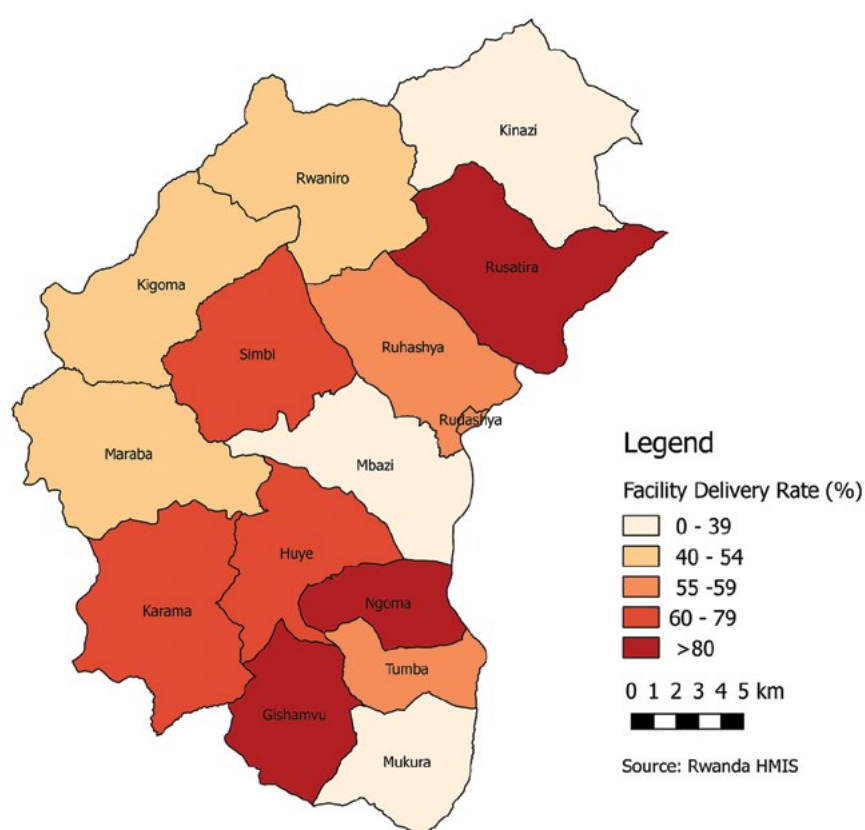 Kinazi
Rwaniro
Rusatira
Kigoma
Simbi
Ruhashya
Rudashya
Maraba
Mbazi
Huye
Ngoma
Karama
Tumba
Gishamvu
Mukura
Legend
Facility Delivery Rate (%)
0 - 39
40 - 54
55 -59
60 - 79
>80
0 1 2 3 4 5 km
Source: Rwanda HMIS